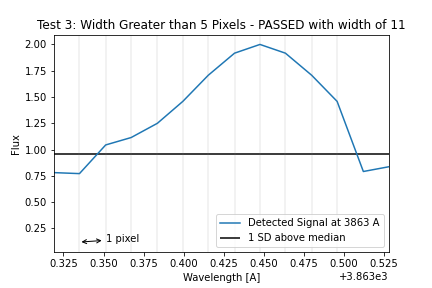 Test 3: Width Greater than 5 Pixels - PASSED with width of 11
Flux
2.00
1.75
1.50
1.25
1.00
0.75
0.50
0.25
1 pixel
Detected Signal at 3863 A
1 SD above median
0.325 0.350 0.375 0.400 0.425 0.450 0.475 0.500 0.525
Wavelength [A]
+3.863e3